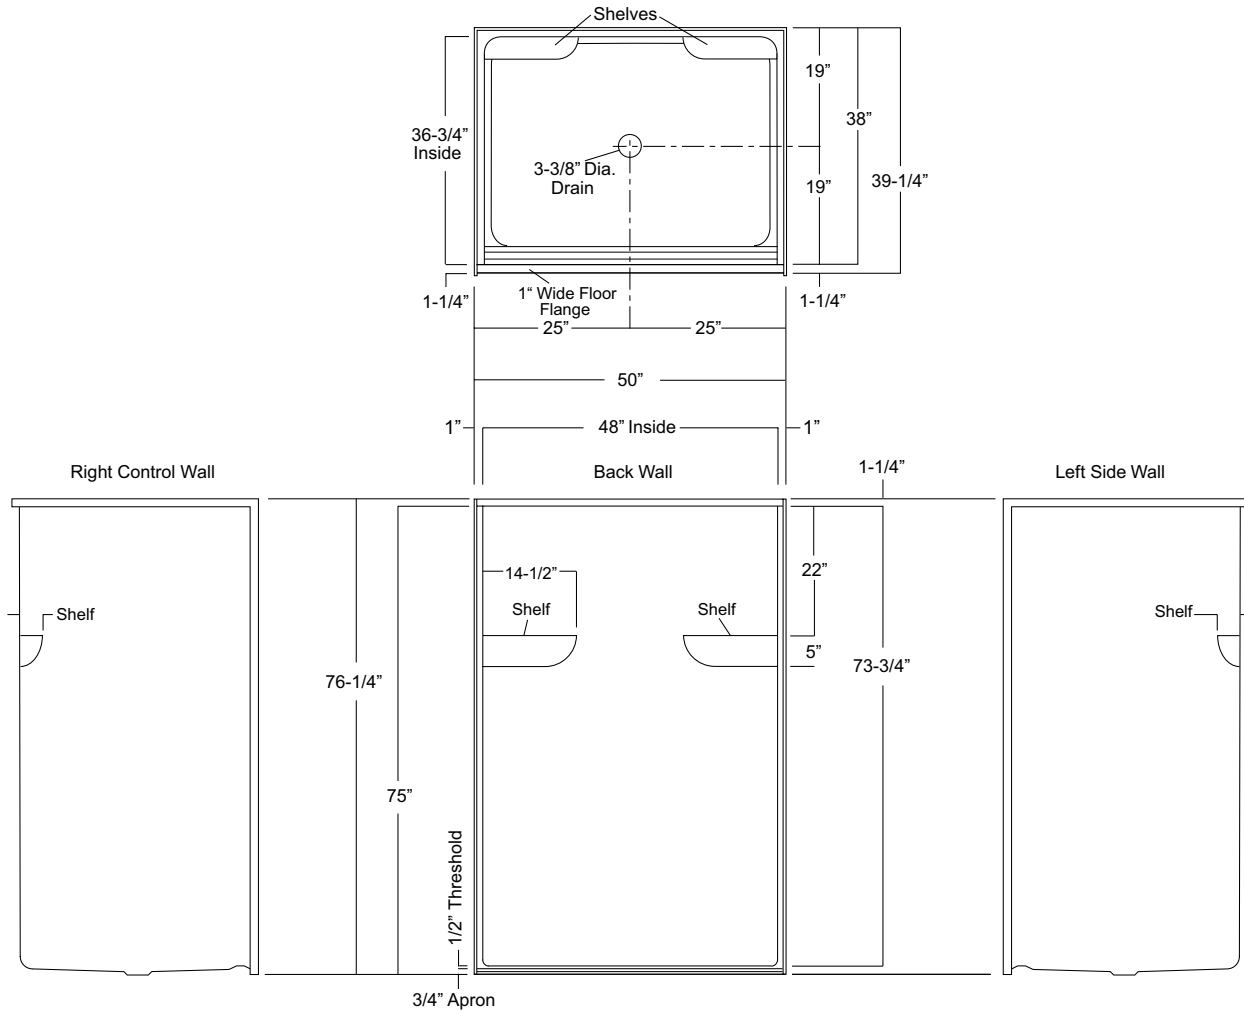 Shelves
19”
36-3/4”
Inside
38”
3-3/8” Dia.
Drain
19”
39-1/4”
1-1/4”
1“ Wide Floor
Flange
1-1/4”
25”
25”
50”
1”
48” Inside
1”
Right Control Wall
Back Wall
1-1/4”
Left Side Wall
14-1/2”
22”
Shelf
Shelf
Shelf
Shelf
5”
73-3/4”
76-1/4”
75”
1/2” Threshold
3/4” Apron